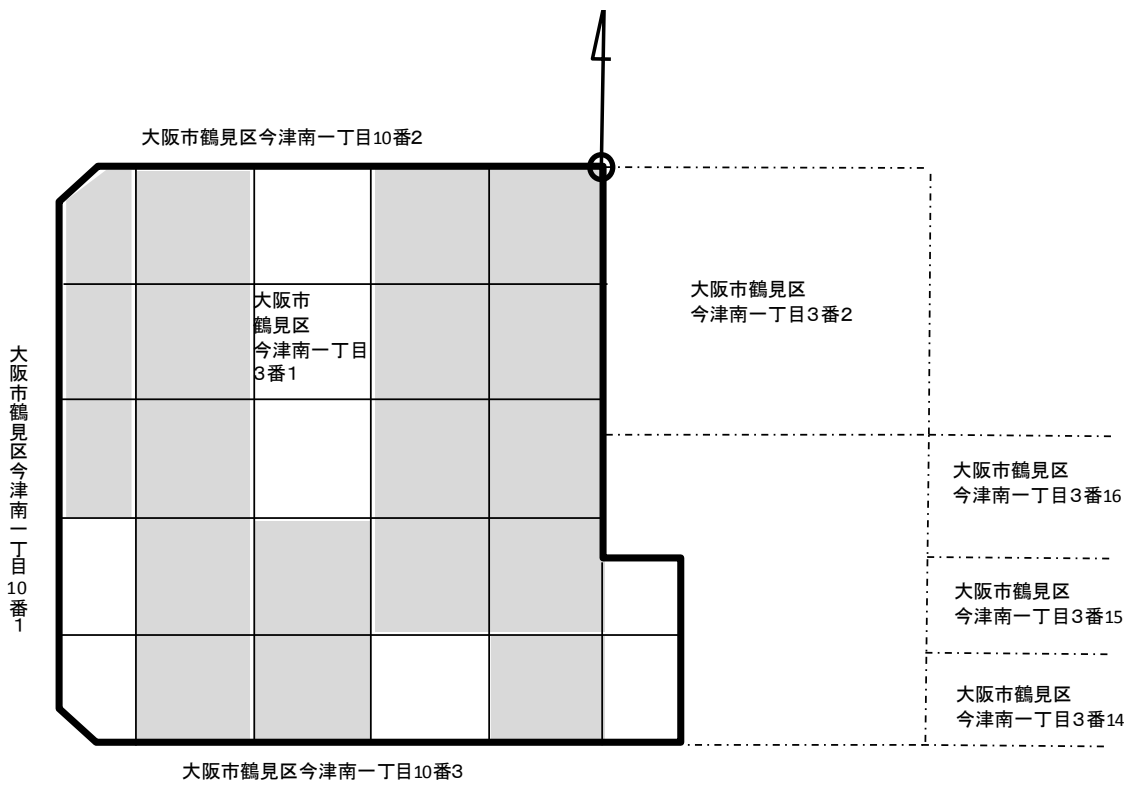 大阪市鶴見区今津南一丁目10番2
大阪市
鶴見区
今津南一丁目
3番1
大阪市鶴見区
今津南一丁目3番2
大阪市鶴見区今津南一丁目10番1
大阪市鶴見区
今津南一丁目3番16
大阪市鶴見区
今津南一丁目3番15
大阪市鶴見区
今津南一丁目3番14
大阪市鶴見区今津南一丁目10番3